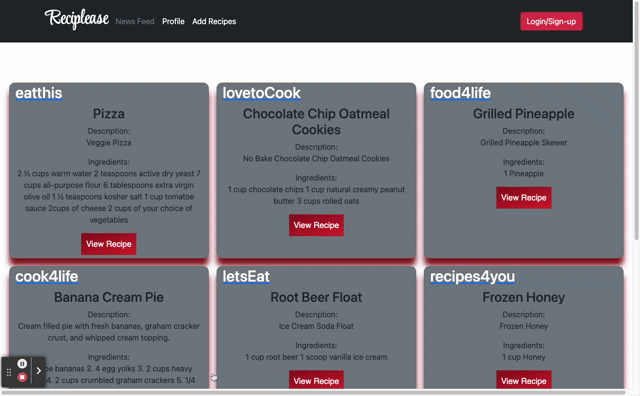 Reciplease
News Feed
Profile
Add Recipes
Login/Sign-up
eatthis
Pizza
Description:
Veggie Pizza
Ingredients:
2 ½ cups warm water 2 teaspoons active dry yeast 7
cups all-purpose flour 6 tablespoons extra virgin
olive oil 1 ½ teaspoons kosher salt 1 cup tomato
sauce 2cups of cheese 2 cups of your choice of
vegetables
View Recipe
lovetoCook
Chocolate Chip Oatmeal
Cookies
Description:
No Bake Chocolate Chip Oatmeal Cookies
Ingredients:
1 cup chocolate chips 1 cup natural creamy peanut
butter 3 cups rolled oats
View Recipe
food4life
Grilled Pineapple
Description:
Grilled Pineapple Skewer
Ingredients:
1 Pineapple
View Recipe
cook4life
Banana Cream Pie
Description:
Cream filled pie with fresh bananas, graham cracker
crust, and whipped cream topping.
Ingredients:
bananas 2. 4 egg yolks 3. 2 cups heavy
4. 2 cups crumbled graham crackers 5. 1/4
letsEat
Root Beer Float
Description:
Ice Cream Soda Float
Ingredients:
1 cup root beer 1 scoop vanilla ice cream
View Recipe
recipes4you
Frozen Honey
Description:
Frozen Honey
Ingredients:
1 cup Honey
View Recipe